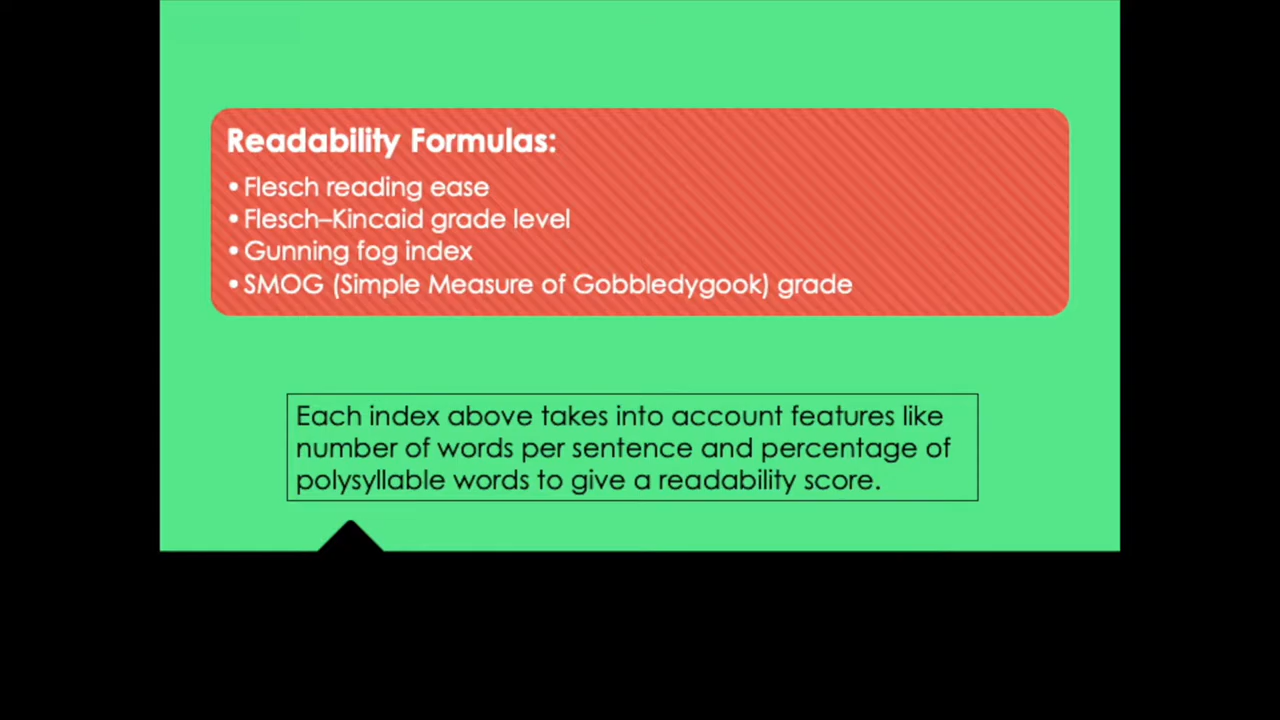 Readability Formulas:
•Flesch reading ease
•Flesch–Kincaid grade level
•Gunning fog index
•SMOG (Simple Measure of Gobbledygook) grade
Each index above takes into account features like
number of words per sentence and percentage of
polysyllable words to give a readability score.